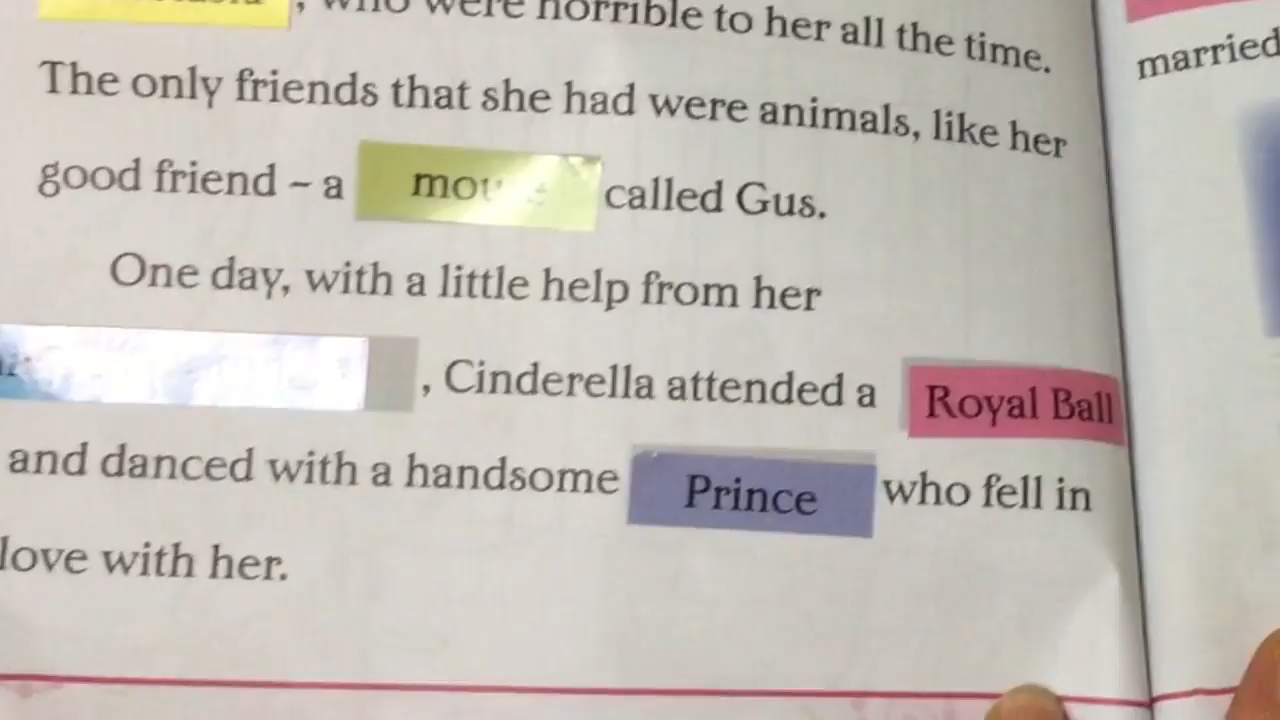 , who were horrible to her all the time.
The only friends that she had were animals, like her
good friend – a mouse called Gus.
One day, with a little help from her
, Cinderella attended a Royal Ball
and danced with a handsome Prince who fell in
love with her.
married